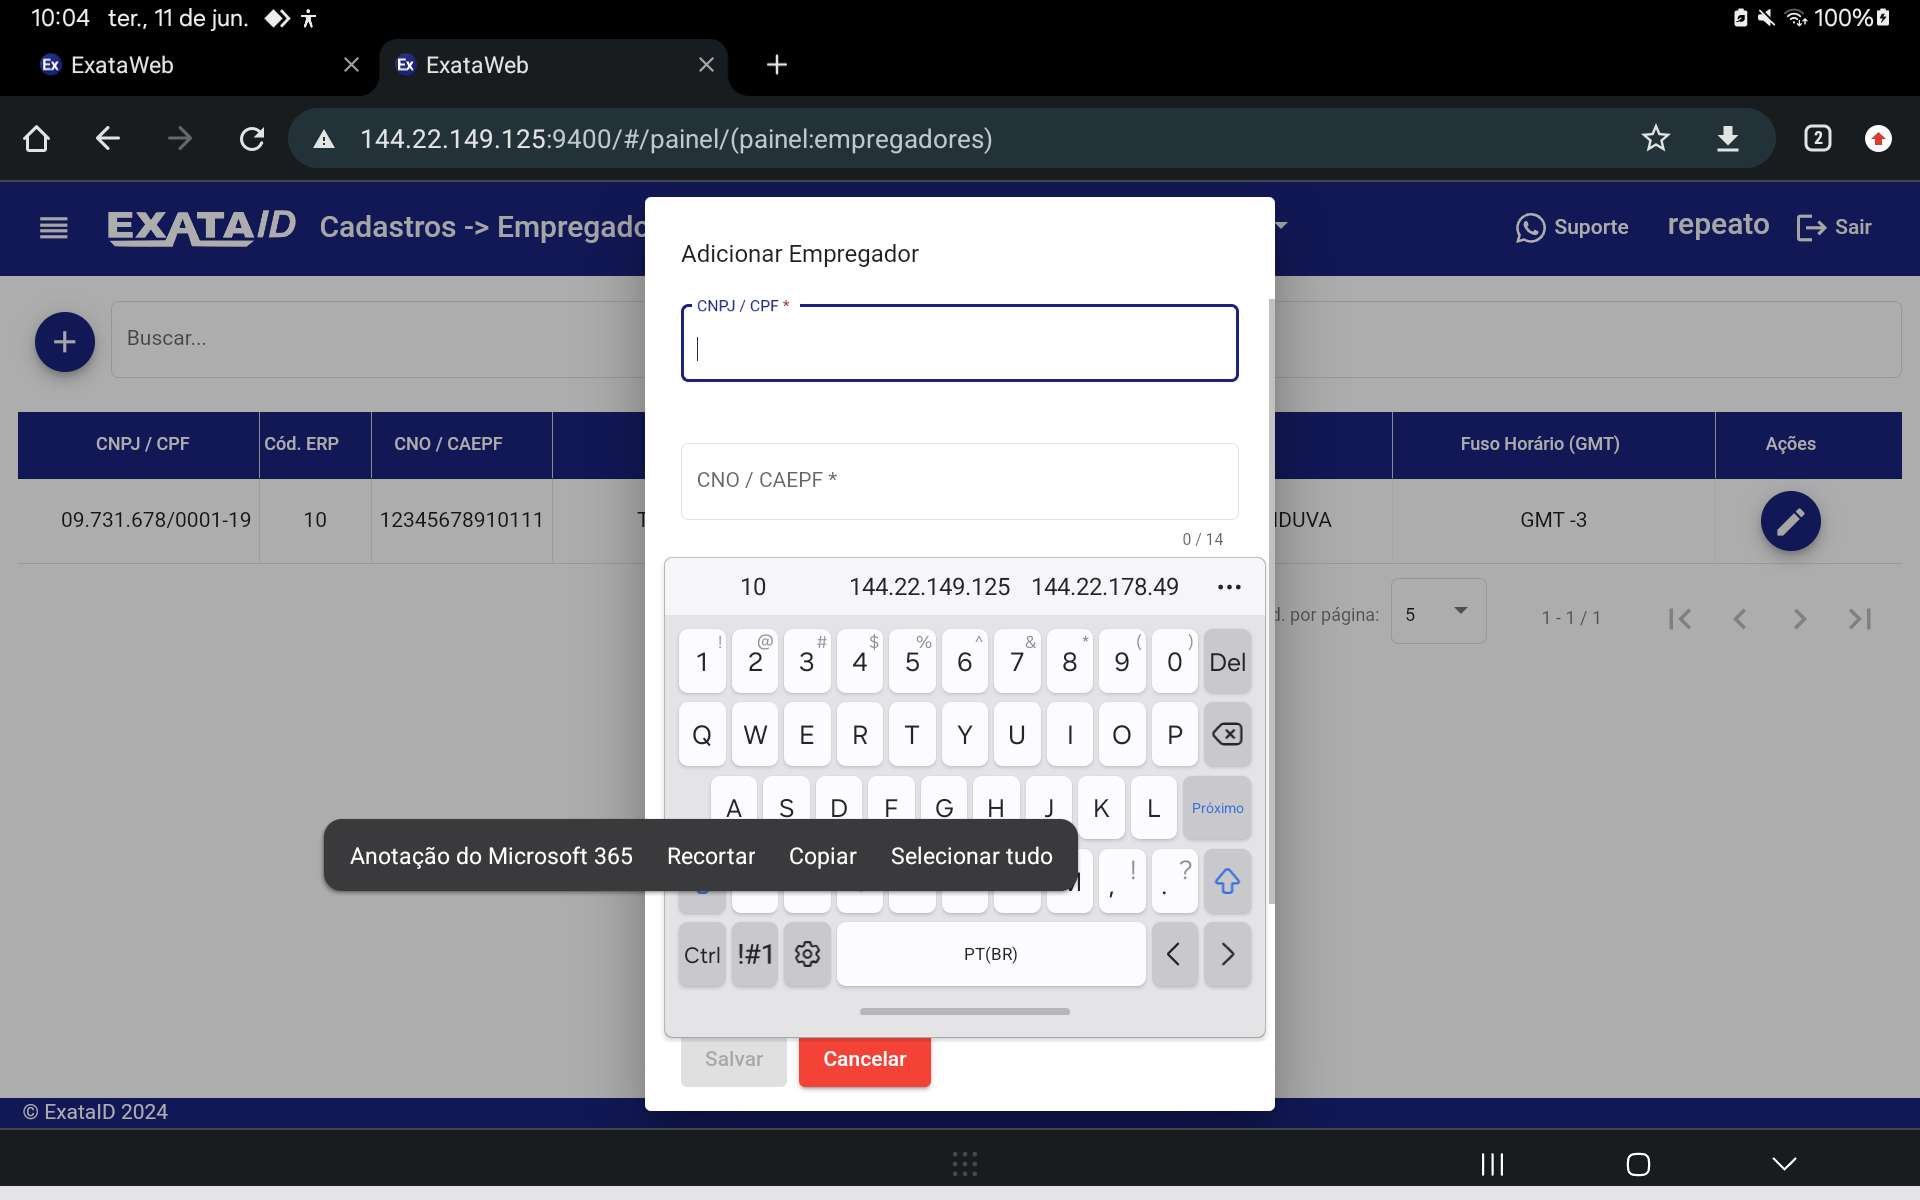 10:04 ter., 11 de jun.
100%
Ex ExataWeb
Ex ExataWeb
144.22.149.125:9400/#/painel/(painel:empregadores)
2
EXATA/D Cadastros -> Empregado
Suporte
repeato
Sair
Adicionar Empregador
CNPJ / CPF *
Buscar...
CNPJ / CPF
Cód. ERP
CNO / CAEPF
Fuso Horário (GMT)
Ações
CNO / CAEPF *
09.731.678/0001-19
10
12345678910111
T
DUVA
GMT -3
0 / 14
10
144.22.149.125
144.22.178.49
...
d. por página:
5
1 - 1 / 1
! @ # $ % ^ & * ( )
1 2 3 4 5 6 7 8 9 0 Del
Q W E R T Y U I O P
A S D F G H J K L Próximo
Anotação do Microsoft 365
Recortar
Copiar
Selecionar tudo
M , ! . ?
Ctrl !#1 PT(BR) < >
Salvar
Cancelar
© ExataID 2024